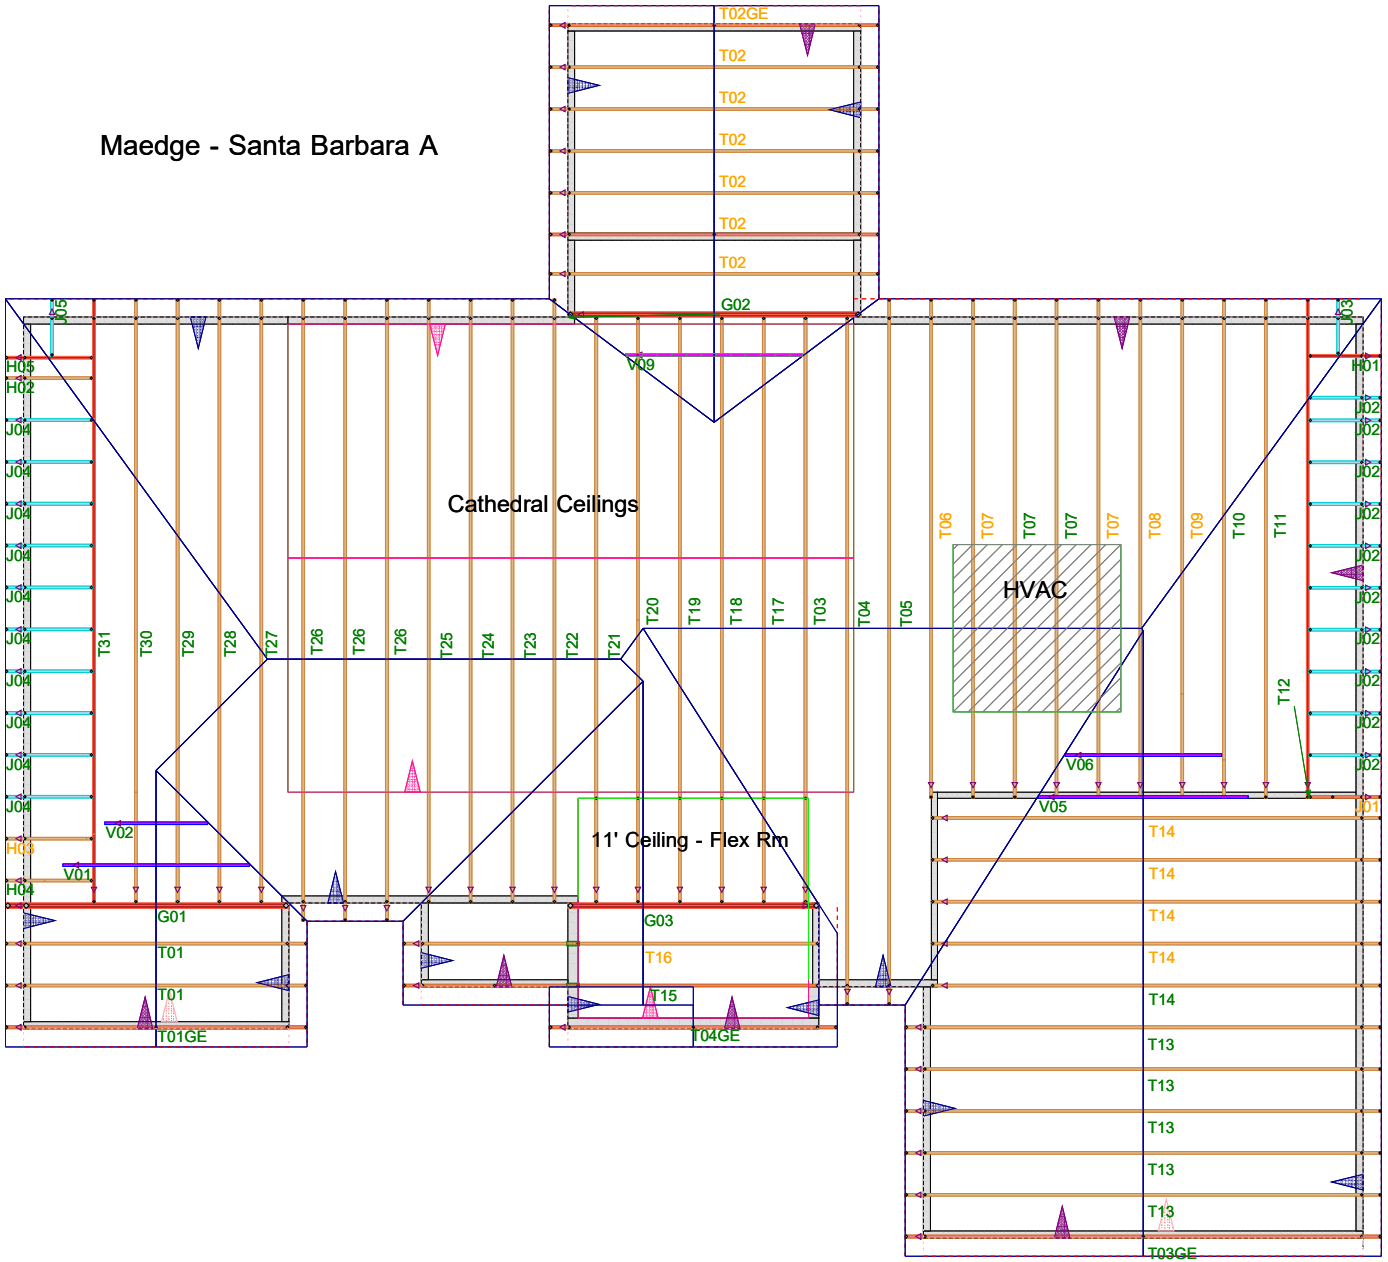 T02GE
T02
T02
Maedge - Santa Barbara A
T02
T02
T02
T02
G02
J05
J03
H05
V09
H01
H02
J02
J04
J02
J04
J02
J04
Cathedral Ceilings
J02
T06
T07
T07
T07
T07
T08
T09
T10
T11
J04
J02
J04
HVAC
J02
J04
T31
T30
T29
T28
T27
T26
T26
T26
T25
T24
T23
T22
T21
T20
T19
T18
T17
T03
T04
T05
J02
J04
J02
J04
T12
J02
J04
V06
J02
J04
V05
J01
V02
T14
H03
11' Ceiling - Flex Rm
V01
T14
H04
G01
G03
T14
T01
T16
T14
T01
T15
T14
T01GE
T04GE
T13
T13
T13
T13
T13
T03GE